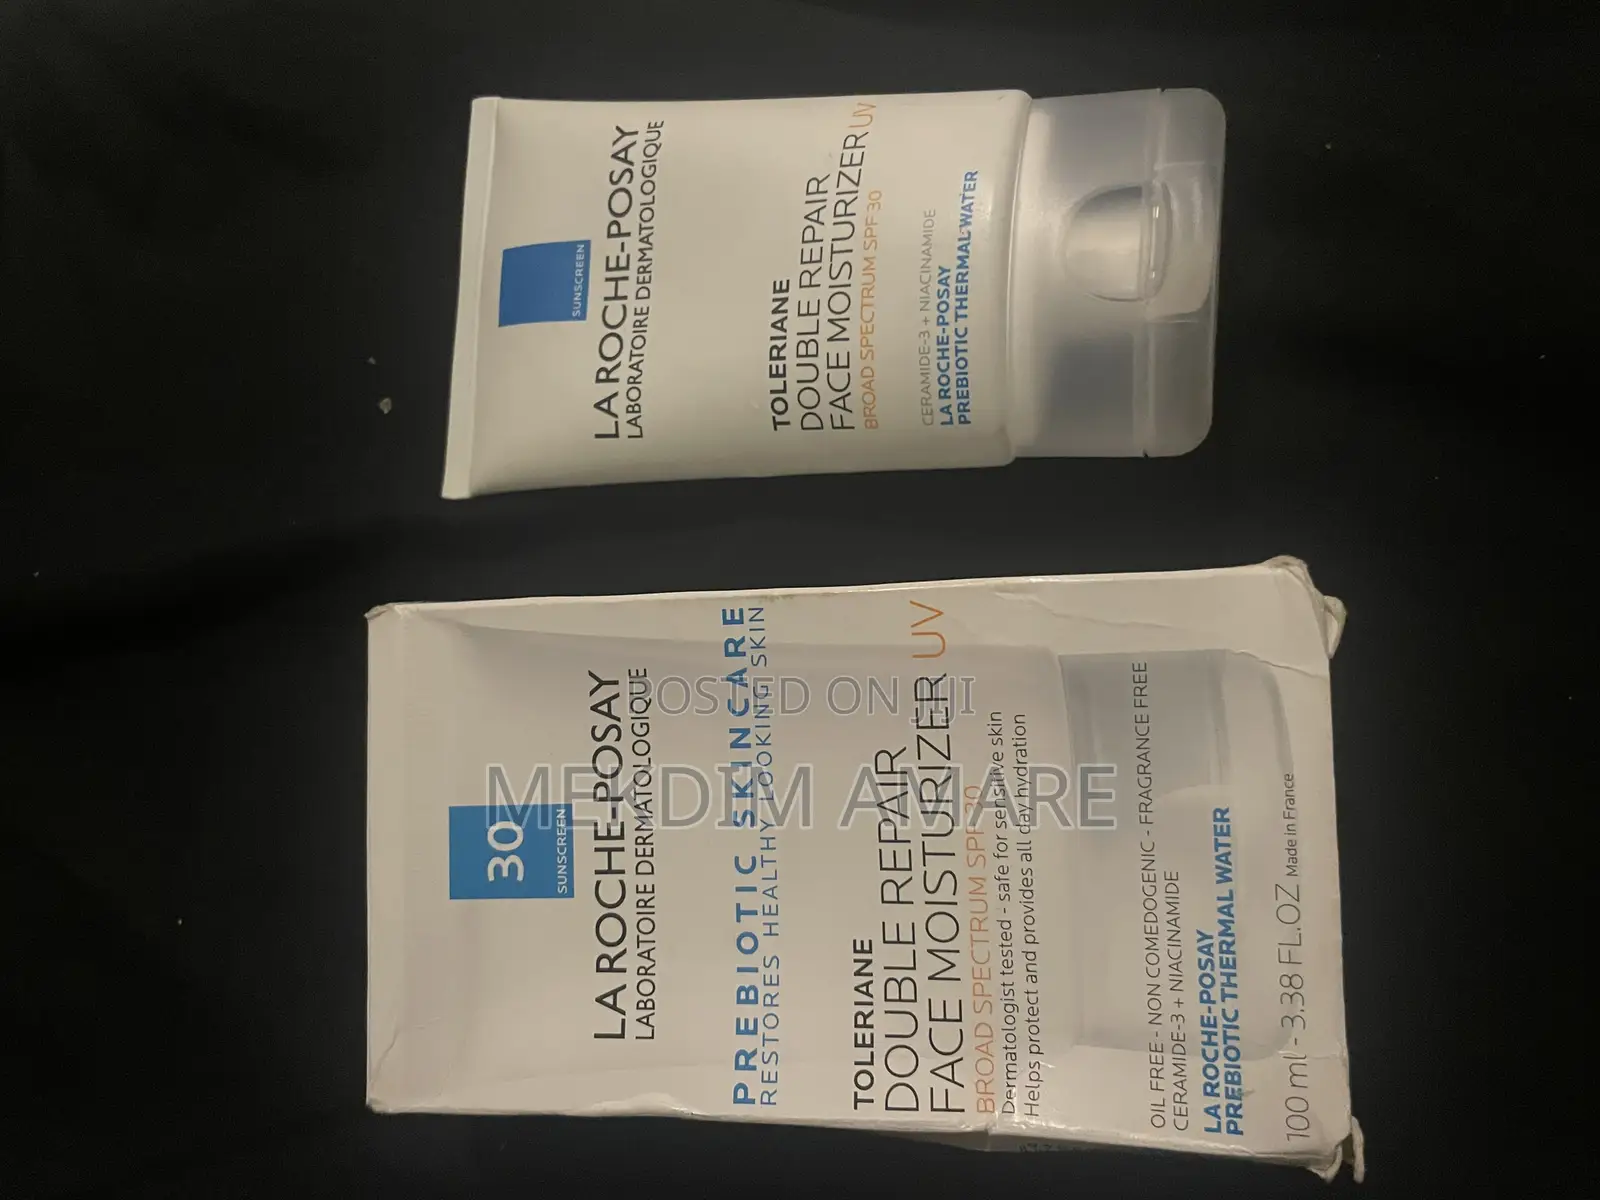 SUNSCREEN
LA ROCHE-POSAY
LABORATOIRE DERMATOLOGIQUE
TOLERIANE
DOUBLE REPAIR
FACE MOISTURIZER UV
BROAD SPECTRUM SPF 30
CERAMIDE-3 + NIACINAMIDE
LA ROCHE-POSAY
PREBIOTIC THERMAL WATER
30
SUNSCREEN
LA ROCHE-POSAY
LABORATOIRE DERMATOLOGIQUE
PREBIOTIC SKINCARE
RESTORES HEALTHY LOOKING SKIN
TOLERIANE
DOUBLE REPAIR
FACE MOISTURIZER UV
BROAD SPECTRUM SPF 30
Dermatologist tested - safe for sensitive skin
Helps protect and provides all day hydration
OIL FREE - NON COMEDOGENIC - FRAGRANCE FREE
CERAMIDE-3 + NIACINAMIDE
LA ROCHE-POSAY
PREBIOTIC THERMAL WATER
100 ml - 3.38 FL.OZ Made in France
POSTED ON JIJI
MEKDIM AMARE